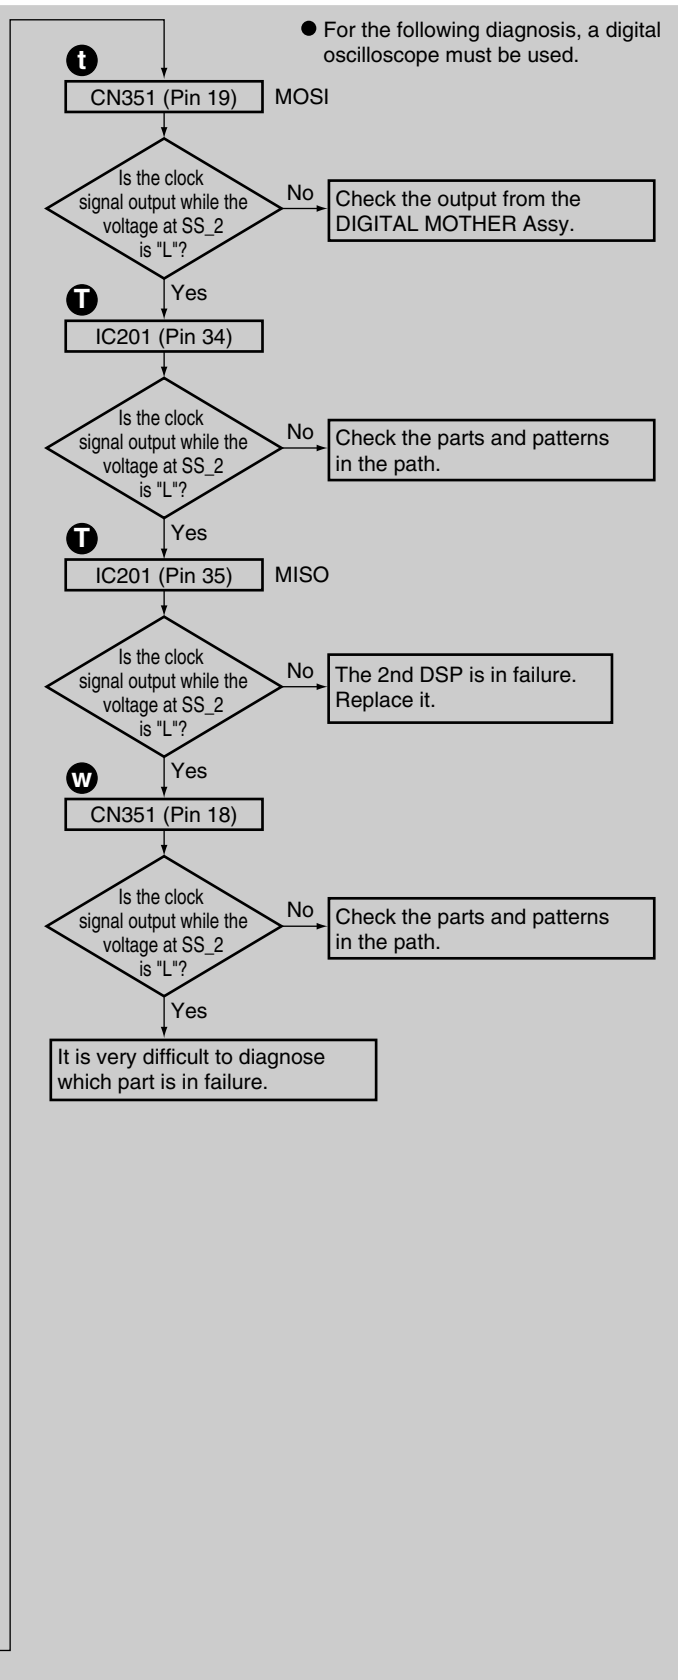 ● For the following diagnosis, a digital
oscilloscope must be used.
t
CN351 (Pin 19)
MOSI
Is the clock
signal output while the
voltage at SS_2
is "L"?
No
Check the output from the
DIGITAL MOTHER Assy.
Yes
T
IC201 (Pin 34)
Is the clock
signal output while the
voltage at SS_2
is "L"?
No
Check the parts and patterns
in the path.
Yes
T
IC201 (Pin 35)
MISO
Is the clock
signal output while the
voltage at SS_2
is "L"?
No
The 2nd DSP is in failure.
Replace it.
Yes
w
CN351 (Pin 18)
Is the clock
signal output while the
voltage at SS_2
is "L"?
No
Check the parts and patterns
in the path.
Yes
It is very difficult to diagnose
which part is in failure.